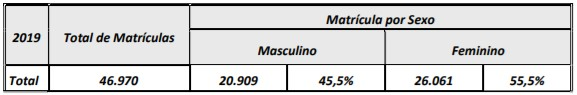 Matrícula por Sexo
2019 Total de Matrículas
Masculino Feminino
Total 46.970 20.909 45,5% 26.061 55,5%